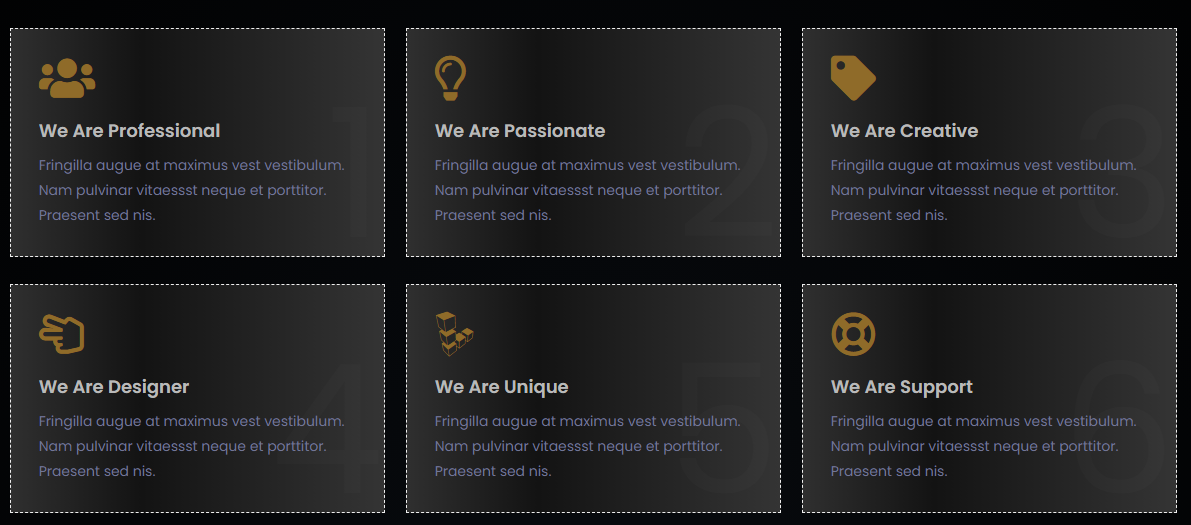 1
We Are Professional
Fringilla augue at maximus vest vestibulum.
Nam pulvinar vitaessst neque et porttitor.
Praesent sed nis.
2
We Are Passionate
Fringilla augue at maximus vest vestibulum.
Nam pulvinar vitaessst neque et porttitor.
Praesent sed nis.
3
We Are Creative
Fringilla augue at maximus vest vestibulum.
Nam pulvinar vitaessst neque et porttitor.
Praesent sed nis.
4
We Are Designer
Fringilla augue at maximus vest vestibulum.
Nam pulvinar vitaessst neque et porttitor.
Praesent sed nis.
5
We Are Unique
Fringilla augue at maximus vest vestibulum.
Nam pulvinar vitaessst neque et porttitor.
Praesent sed nis.
6
We Are Support
Fringilla augue at maximus vest vestibulum.
Nam pulvinar vitaessst neque et porttitor.
Praesent sed nis.